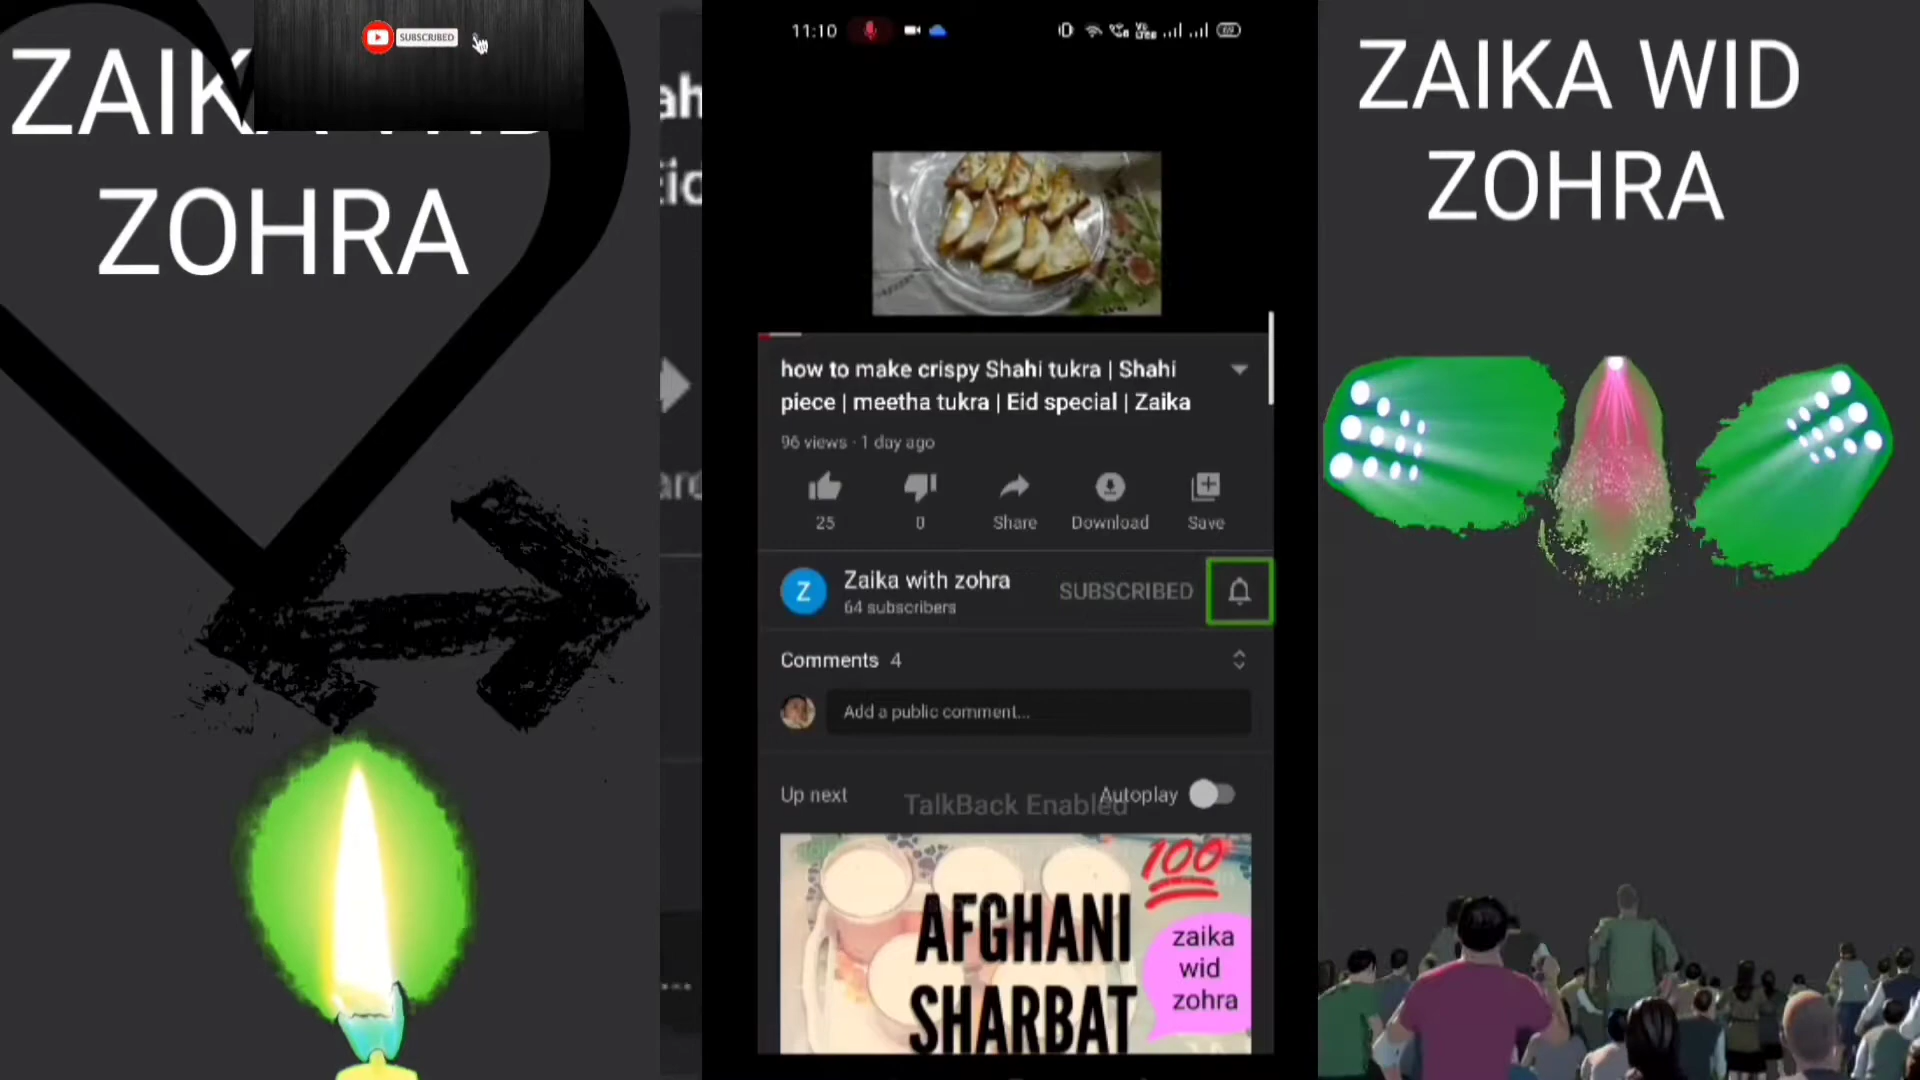 SUBSCRIBED
ZAIKA WID
ZOHRA
11:10
how to make crispy Shahi tukra | Shahi
piece | meetha tukra | Eid special | Zaika
96 views · 1 day ago
25
0
Share
Download
Save
Z
Zaika with zohra
64 subscribers
SUBSCRIBED
Comments 4
Add a public comment...
Up next
Autoplay
TalkBack Enabled
100
AFGHANI
SHARBAT
zaika
wid
zohra
ZAIKA WID
ZOHRA